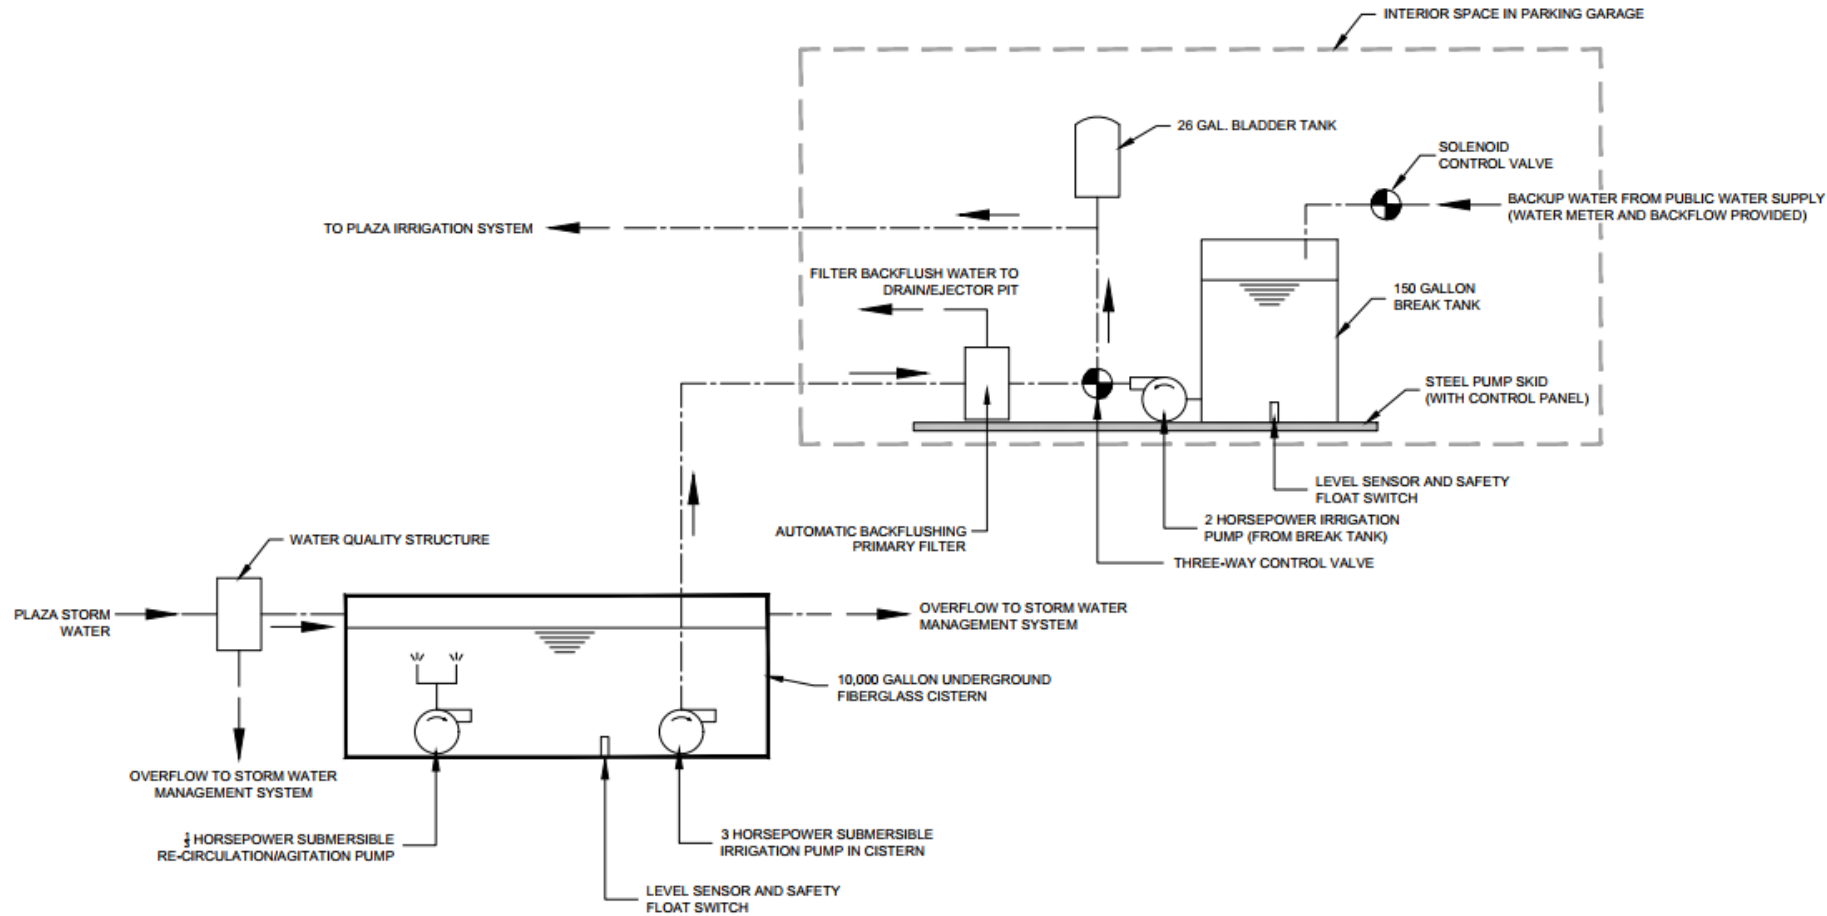 INTERIOR SPACE IN PARKING GARAGE
26 GAL. BLADDER TANK
SOLENOID
CONTROL VALVE
BACKUP WATER FROM PUBLIC WATER SUPPLY
(WATER METER AND BACKFLOW PROVIDED)
TO PLAZA IRRIGATION SYSTEM
FILTER BACKFLUSH WATER TO
DRAIN/EJECTOR PIT
150 GALLON
BREAK TANK
STEEL PUMP SKID
(WITH CONTROL PANEL)
LEVEL SENSOR AND SAFETY
FLOAT SWITCH
2 HORSEPOWER IRRIGATION
PUMP (FROM BREAK TANK)
AUTOMATIC BACKFLUSHING
PRIMARY FILTER
THREE-WAY CONTROL VALVE
WATER QUALITY STRUCTURE
PLAZA STORM
WATER
OVERFLOW TO STORM WATER
MANAGEMENT SYSTEM
10,000 GALLON UNDERGROUND
FIBERGLASS CISTERN
OVERFLOW TO STORM WATER
MANAGEMENT SYSTEM
HORSEPOWER SUBMERSIBLE
RE-CIRCULATION/AGITATION PUMP
3 HORSEPOWER SUBMERSIBLE
IRRIGATION PUMP IN CISTERN
LEVEL SENSOR AND SAFETY
FLOAT SWITCH